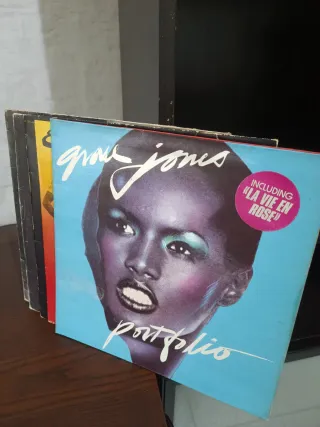 grace jones
INCLUDING
"LA VIE EN
ROSE"
portfolio